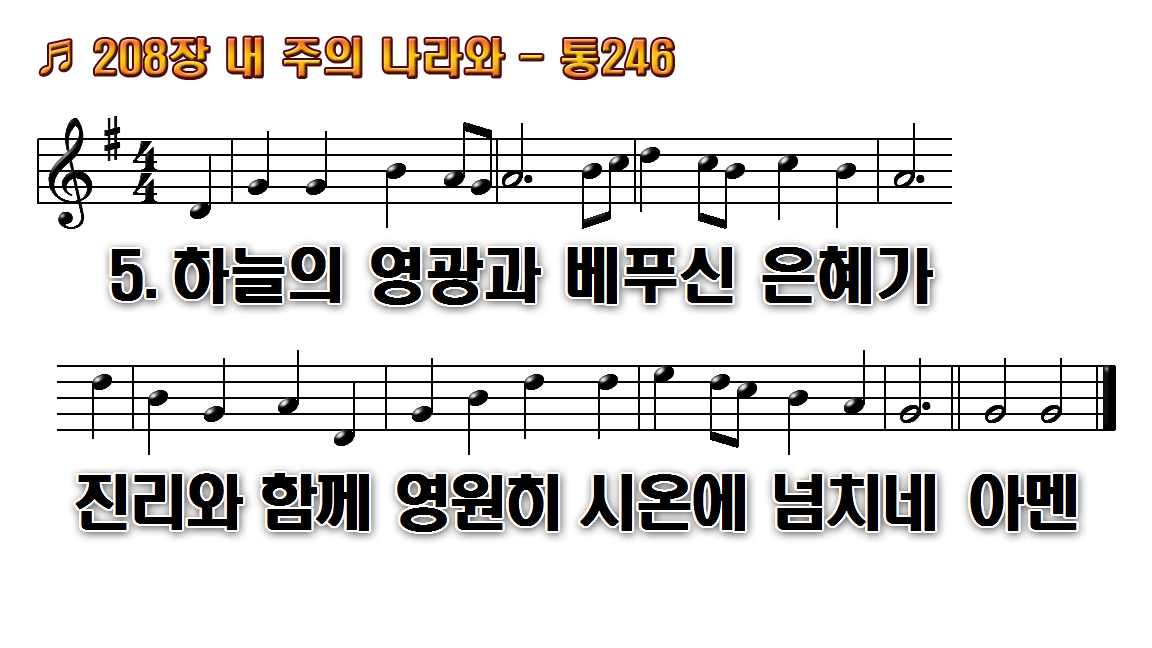 ♬ 208장 내 주의 나라와 - 통246
4
4
5. 하늘의 영광과 베푸신 은혜가
진리와 함께 영원히 시온에 넘치네 아멘